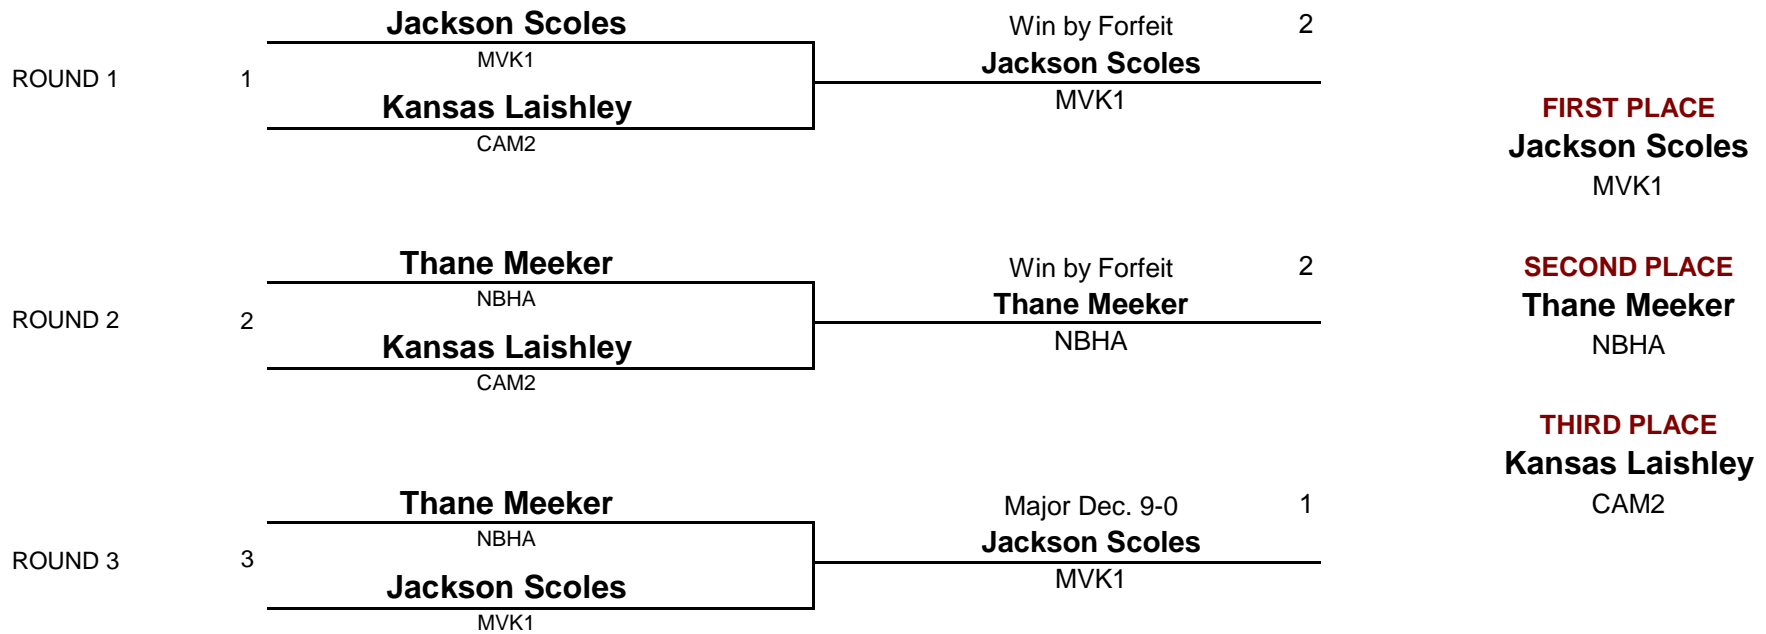 Jackson Scoles
MVK1
ROUND 1
1
Kansas Laishley
CAM2
Win by Forfeit
2
Jackson Scoles
MVK1
Thane Meeker
NBHA
ROUND 2
2
Kansas Laishley
CAM2
Win by Forfeit
2
Thane Meeker
NBHA
Thane Meeker
NBHA
ROUND 3
3
Jackson Scoles
MVK1
Major Dec. 9-0
1
Jackson Scoles
MVK1
FIRST PLACE
Jackson Scoles
MVK1
SECOND PLACE
Thane Meeker
NBHA
THIRD PLACE
Kansas Laishley
CAM2